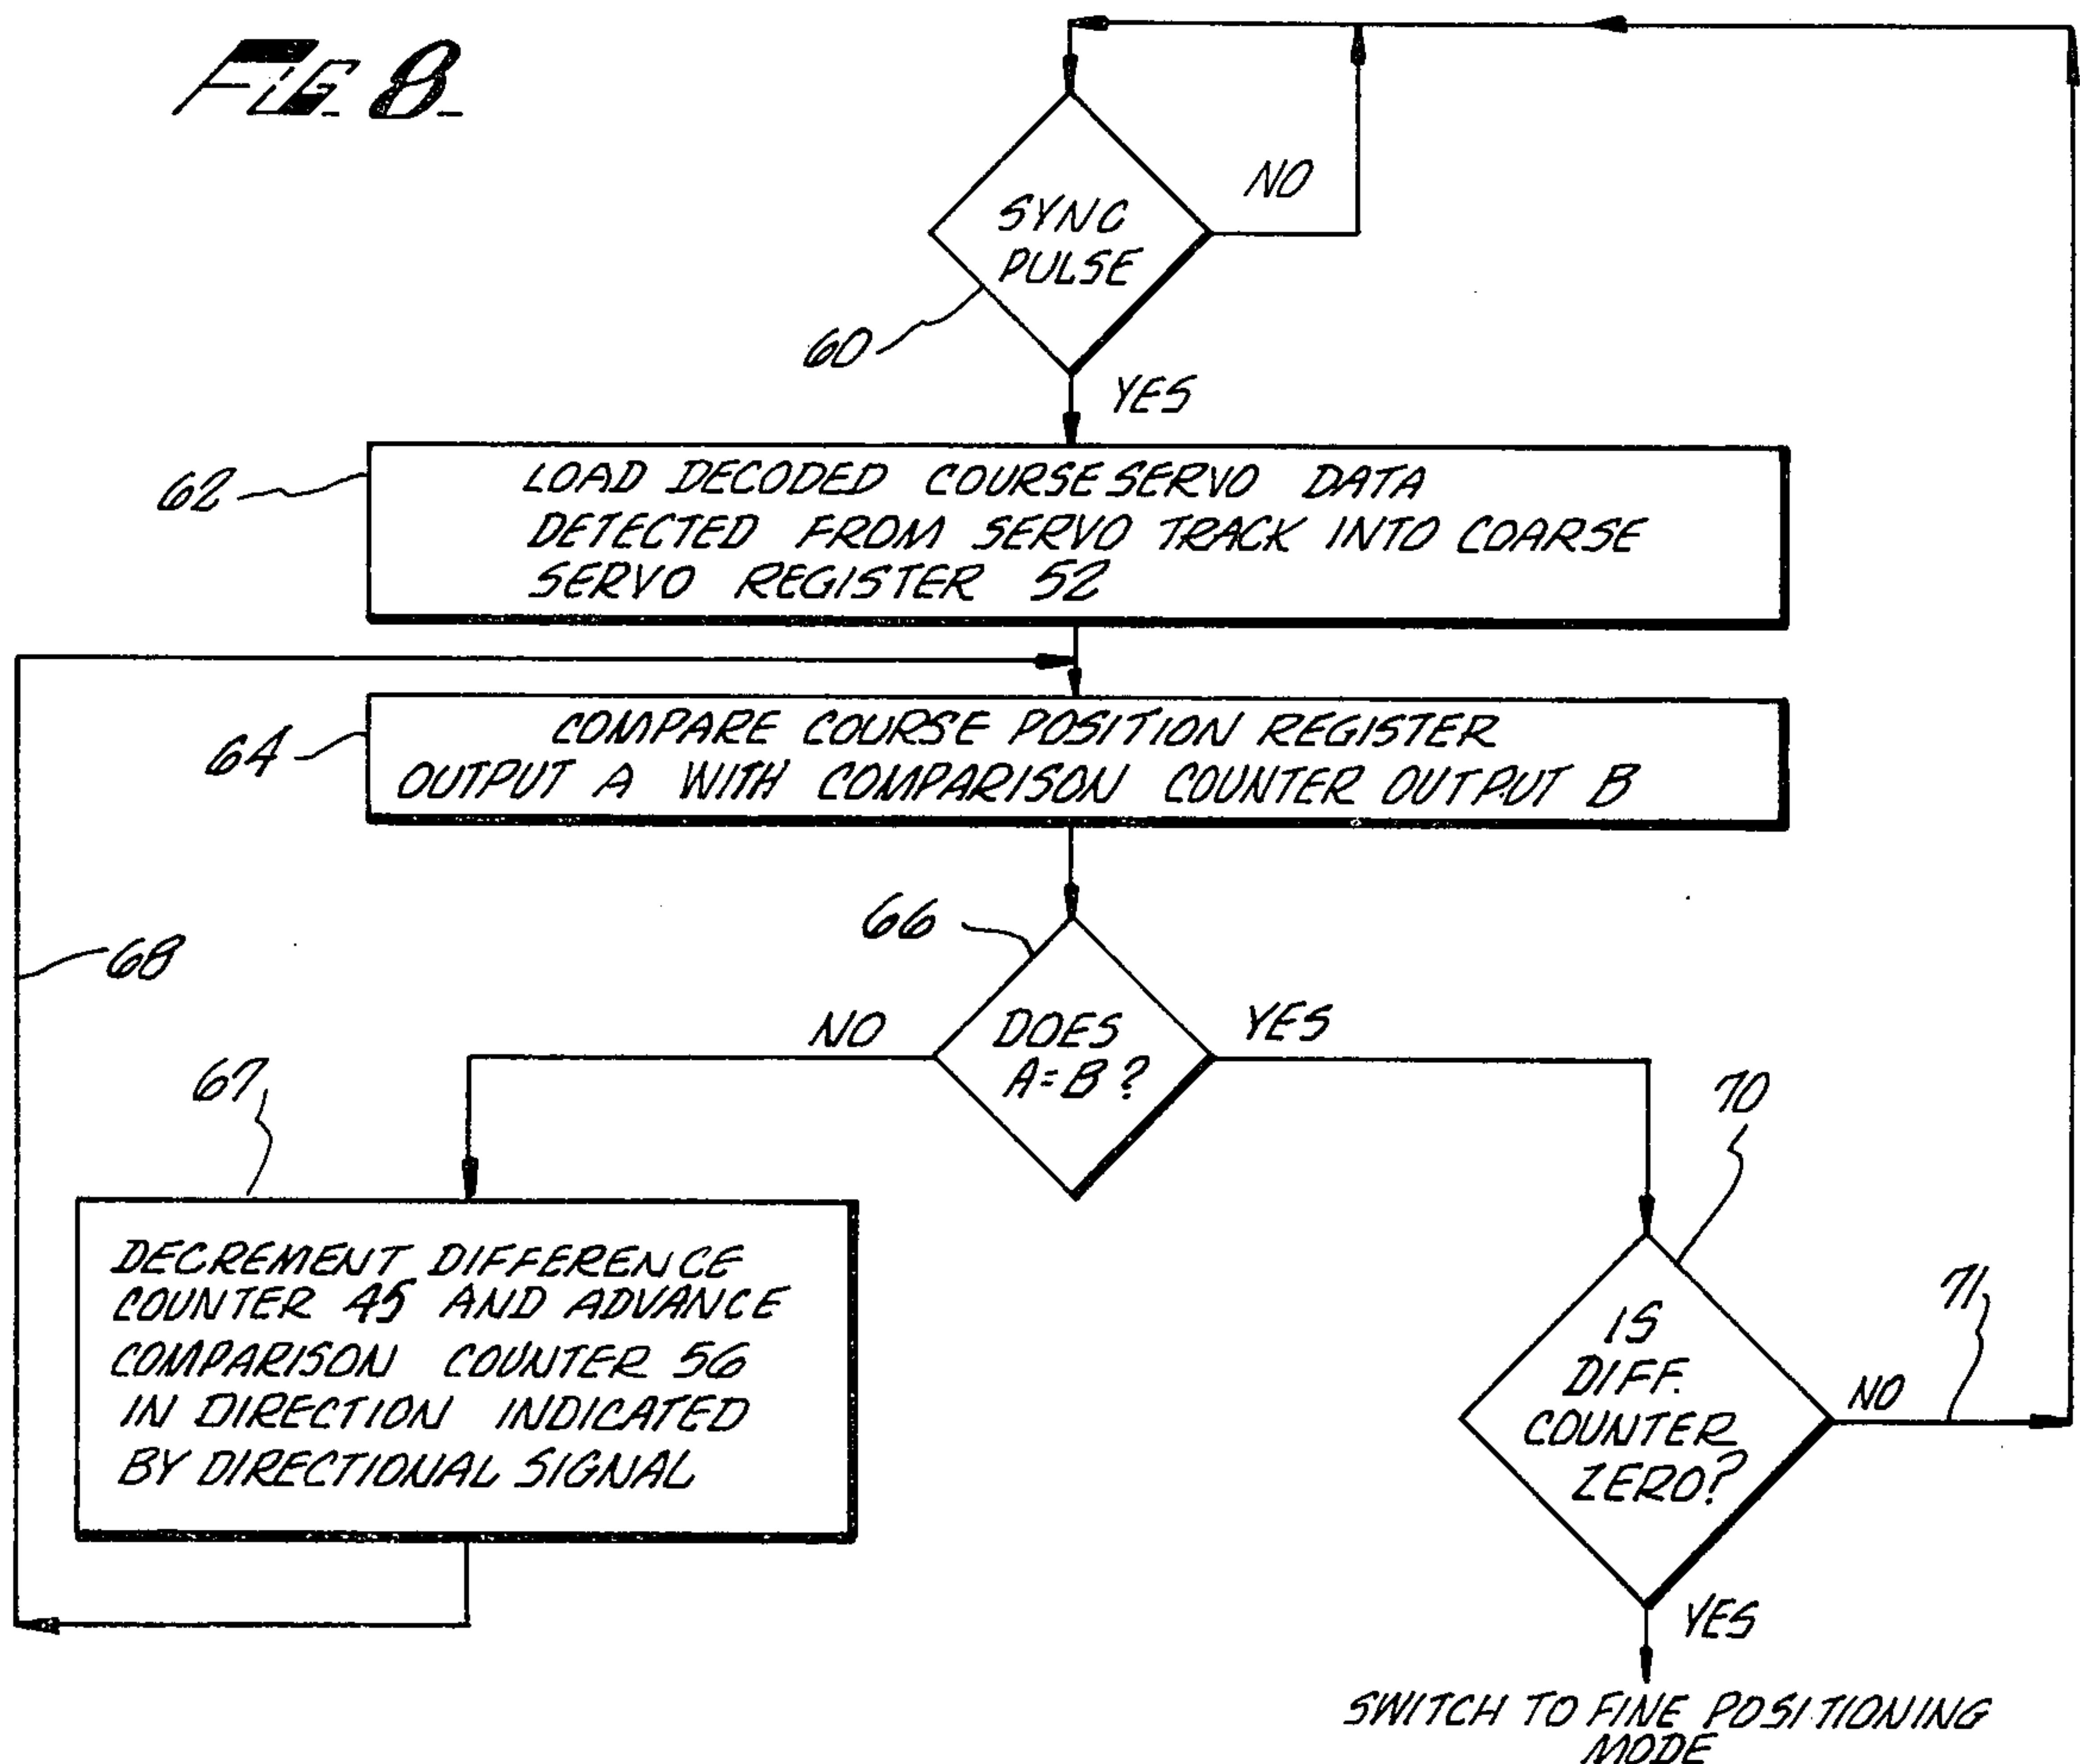 FIG. 8
SYNC
PULSE
NO
60
YES
62
LOAD DECODED COURSE SERVO DATA
DETECTED FROM SERVO TRACK INTO COARSE
SERVO REGISTER 52
64
COMPARE COURSE POSITION REGISTER
OUTPUT A WITH COMPARISON COUNTER OUTPUT B
66
68
NO
DOES
A=B?
YES
67
70
DECREMENT DIFFERENCE
COUNTER 45 AND ADVANCE
COMPARISON COUNTER 56
IN DIRECTION INDICATED
BY DIRECTIONAL SIGNAL
IS
DIFF.
COUNTER
ZERO?
NO
71
YES
SWITCH TO FINE POSITIONING
MODE